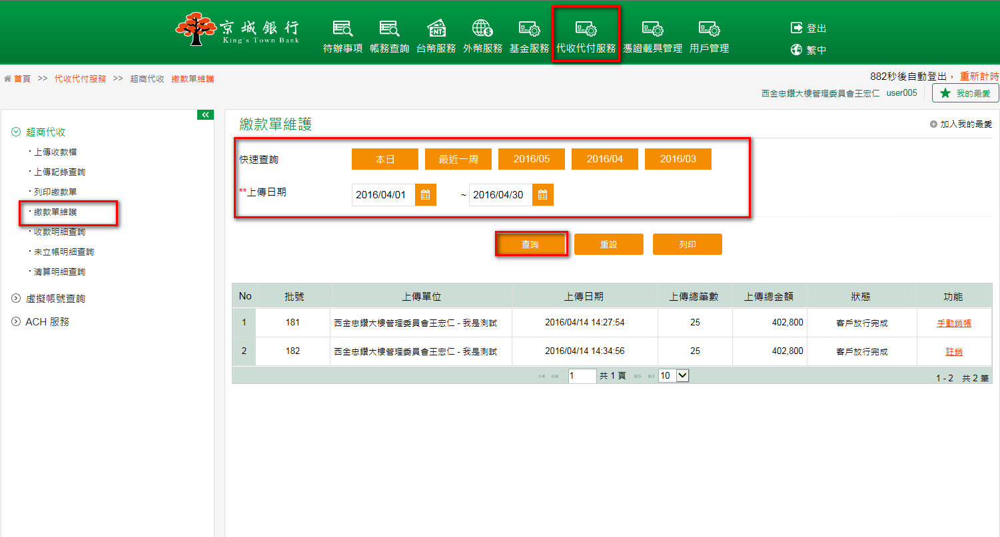 京城銀行
King's Town Bank
待辦事項 帳務查詢 台幣服務 外幣服務 基金服務 代收代付服務 憑證載具管理 用戶管理
登出
繁中
首頁 >> 代收代付服務 >> 超商代收 繳款單維護
882秒後自動登出， 重新計時
西金忠鑽大樓管理委員會王宏仁 user005
我的最愛
超商代收
上傳收款檔
上傳記錄查詢
列印繳款單
繳款單維護
收款明細查詢
未立帳明細查詢
清算明細查詢
虛擬帳號查詢
ACH 服務
繳款單維護
加入我的最愛
快速查詢 本日 最近一周 2016/05 2016/04 2016/03
**上傳日期 2016/04/01 ~ 2016/04/30
查詢 重設 列印
No 批號 上傳單位 上傳日期 上傳總筆數 上傳總金額 狀態 功能
1 181 西金忠鑽大樓管理委員會王宏仁 - 我是測試 2016/04/14 14:27:54 25 402,800 客戶放行完成 手動銷帳
2 182 西金忠鑽大樓管理委員會王宏仁 - 我是測試 2016/04/14 14:34:56 25 402,800 客戶放行完成 註銷
1 共 1 頁 10
1 - 2 共 2 筆